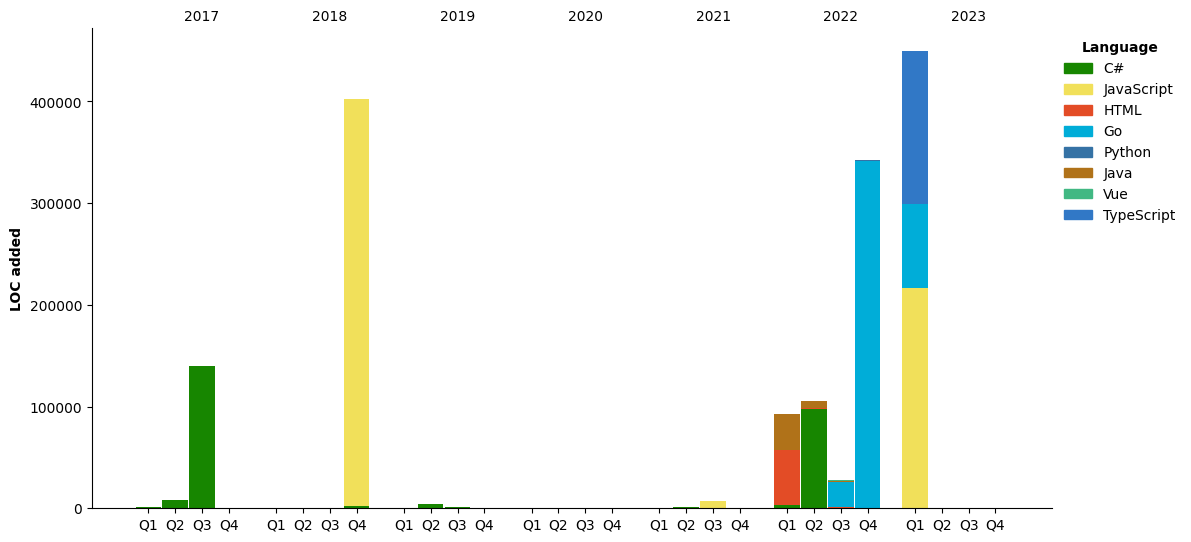 2017 2018 2019 2020 2021 2022 2023
Language
C#
JavaScript
HTML
Go
Python
Java
Vue
TypeScript
LOC added
400000
300000
200000
100000
0
Q1 Q2 Q3 Q4 Q1 Q2 Q3 Q4 Q1 Q2 Q3 Q4 Q1 Q2 Q3 Q4 Q1 Q2 Q3 Q4 Q1 Q2 Q3 Q4 Q1 Q2 Q3 Q4